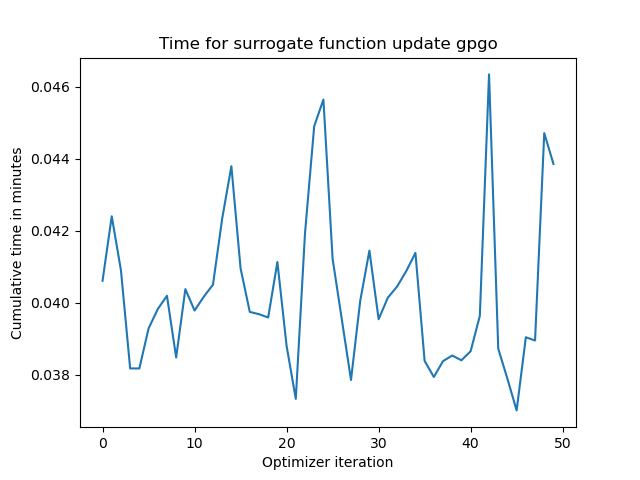 Time for surrogate function update gpgo
Cumulative time in minutes
0.046
0.044
0.042
0.040
0.038
0 10 20 30 40 50
Optimizer iteration